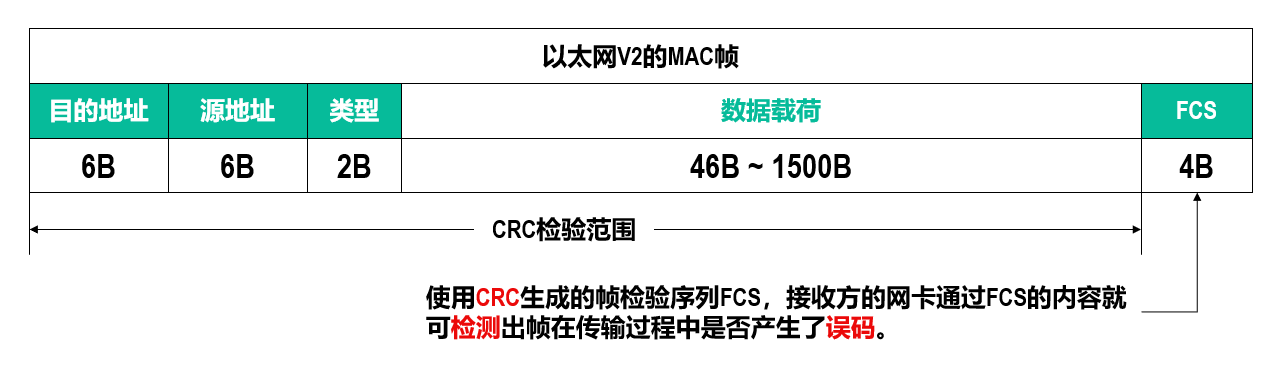 以太网V2的MAC帧
目的地址 源地址 类型 数据载荷 FCS
6B 6B 2B 46B ~ 1500B 4B
CRC检验范围
使用CRC生成的帧检验序列FCS，接收方的网卡通过FCS的内容就
可检测出帧在传输过程中是否产生了误码。